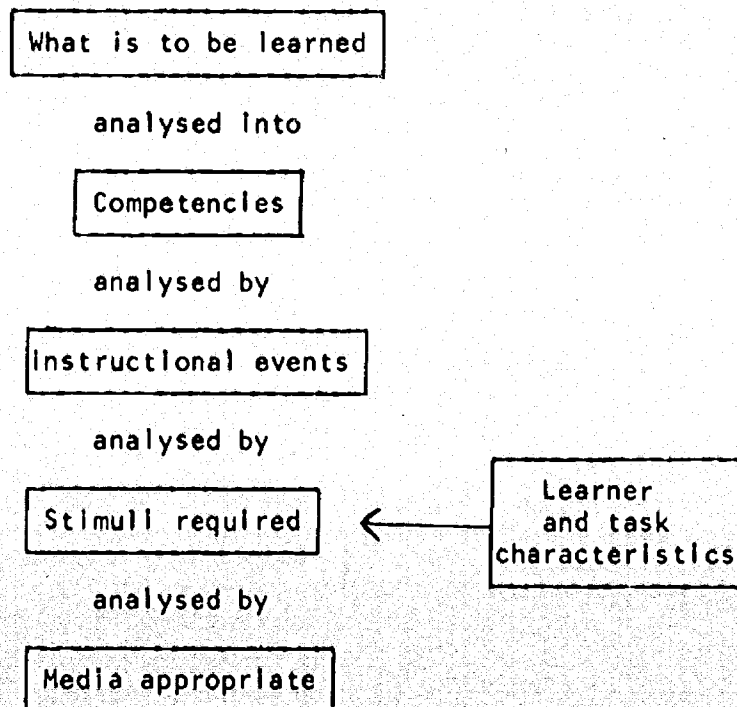 What is to be learned
analysed into
Competencies
analysed by
Instructional events
analysed by
Stimuli required
Learner
and task
characteristics
analysed by
Media appropriate